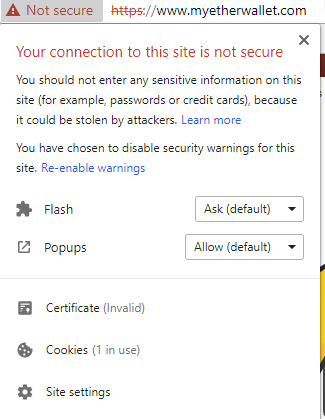 Not secure https://www.myetherwallet.com
Your connection to this site is not secure
You should not enter any sensitive information on this
site (for example, passwords or credit cards), because
it could be stolen by attackers. Learn more
You have chosen to disable security warnings for this
site. Re-enable warnings
Flash Ask (default)
Popups Allow (default)
Certificate (Invalid)
Cookies (1 in use)
Site settings